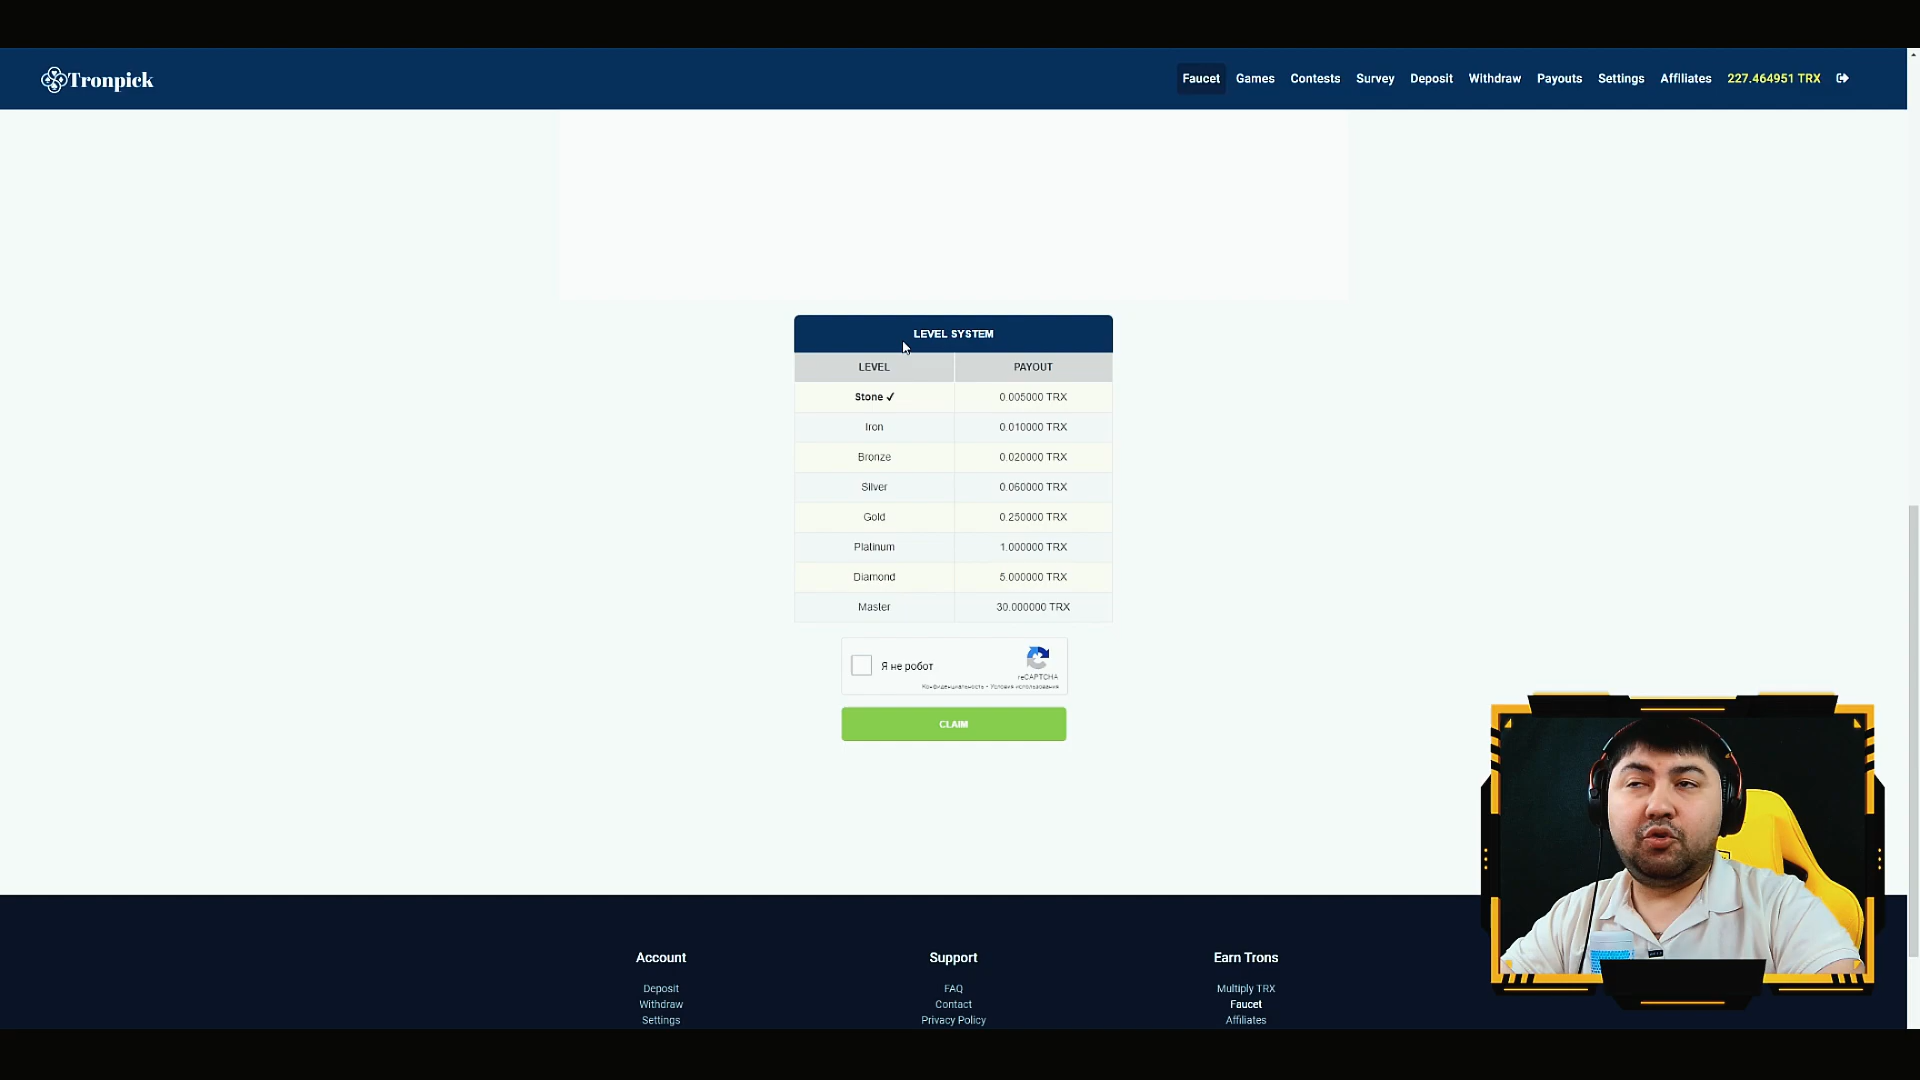 Tronpick
Faucet Games Contests Survey Deposit Withdraw Payouts Settings Affiliates 227.464951 TRX
LEVEL SYSTEM
LEVEL PAYOUT
Stone ✓ 0.005000 TRX
Iron 0.010000 TRX
Bronze 0.020000 TRX
Silver 0.060000 TRX
Gold 0.250000 TRX
Platinum 1.000000 TRX
Diamond 5.000000 TRX
Master 30.000000 TRX
Я не робот
reCAPTCHA
Конфиденциальность - Условия использования
CLAIM
Account Support Earn Trons
Deposit FAQ Multiply TRX
Withdraw Contact Faucet
Settings Privacy Policy Affiliates